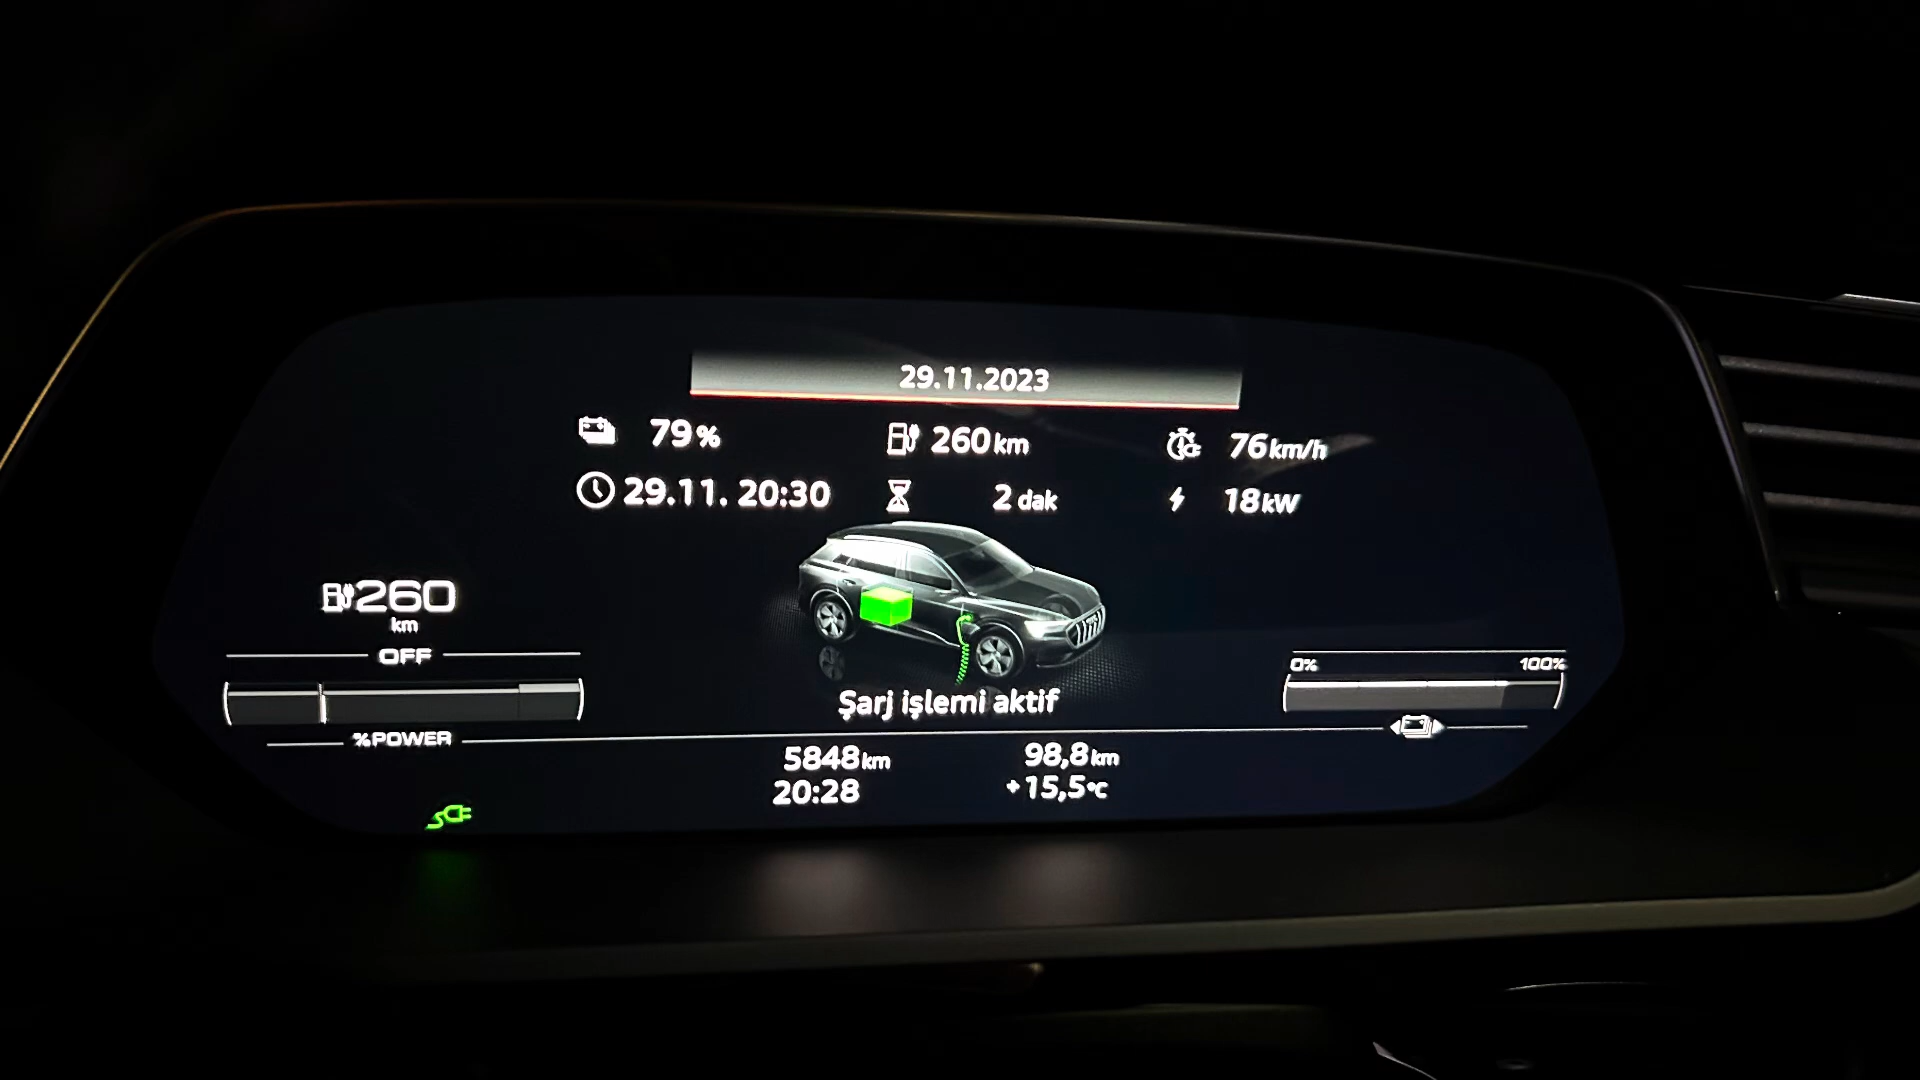 29.11.2023
79% 260km 76km/h
29.11. 20:30 2 dak 18kW
260
km
OFF
0% 100%
Şarj işlemi aktif
%POWER
5848km 98,8km
20:28 +15,5°C